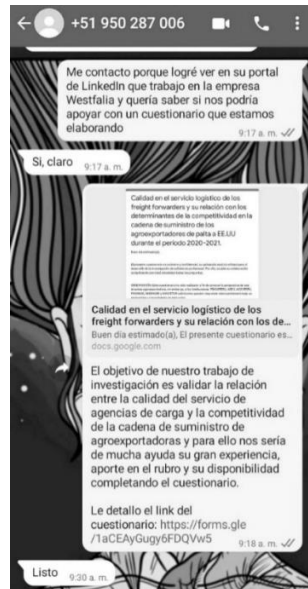 +51 950 287 006
Me contacto porque logré ver en su portal
de LinkedIn que trabajo en la empresa
Westfalia y quería saber si nos podría
apoyar con un cuestionario que estamos
elaborando
9:17 a. m.
Si, claro
9:17 a. m.
Calidad en el servicio logístico de los
freight forwarders y su relación con los
determinantes de la competitividad en la
cadena de suministro de los
agroexportadores de palta a EE.UU
durante el periodo 2020-2021.
Calidad en el servicio logístico de los
freight forwarders y su relación con los de...
Buen día estimado(a), El presente cuestionario es...
docs.google.com
El objetivo de nuestro trabajo de
investigación es validar la relación
entre la calidad del servicio de
agencias de carga y la competitividad
de la cadena de suministro de
agroexportadoras y para ello nos sería
de mucha ayuda su gran experiencia,
aporte en el rubro y su disponibilidad
completando el cuestionario.
Le detallo el link del
cuestionario: https://forms.gle
/1aCEAyGugy6FDQVw5
9:18 a. m.
Listo
9:30 a. m.